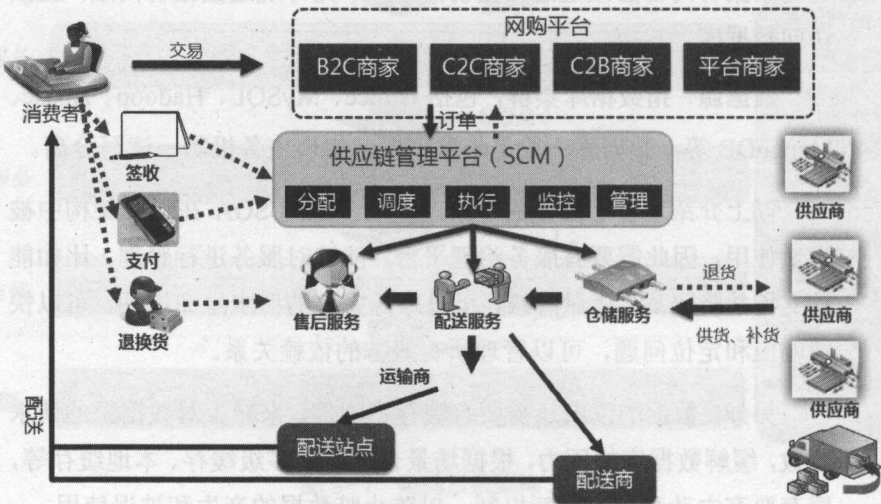 网购平台
交易
B2C商家 C2C商家 C2B商家 平台商家
消费者
订单
供应链管理平台（SCM）
签收
分配 调度 执行 监控 管理
供应商
支付
退货
售后服务 配送服务 仓储服务
供应商
退换货
供货、补货
运输商
供应商
配送
配送站点
配送商